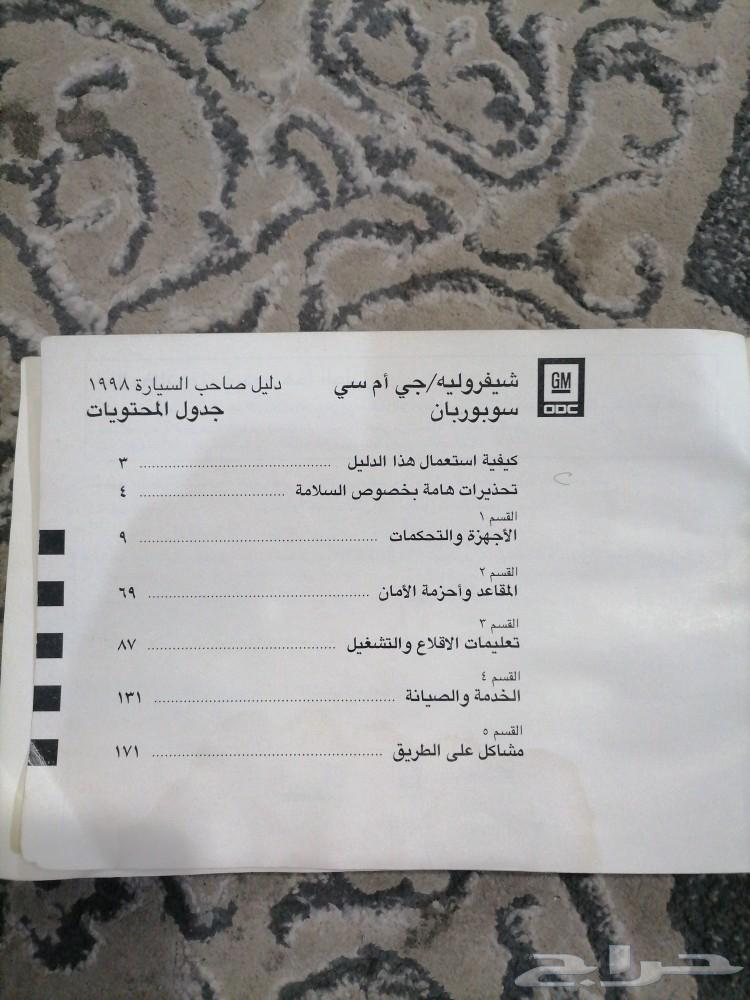 GM
ODC
شيفروليه/جي أم سي
سوبوربان
دليل صاحب السيارة ١٩٩٨
جدول المحتويات
كيفية استعمال هذا الدليل ................ ٣
تحذيرات هامة بخصوص السلامة ................ ٤
القسم ١
الأجهزة والتحكمات ................ ٩
القسم ٢
المقاعد وأحزمة الأمان ................ ٦٩
القسم ٣
تعليمات الاقلاع والتشغيل ................ ٨٧
القسم ٤
الخدمة والصيانة ................ ١٣١
القسم ٥
مشاكل على الطريق ................ ١٧١
حراج